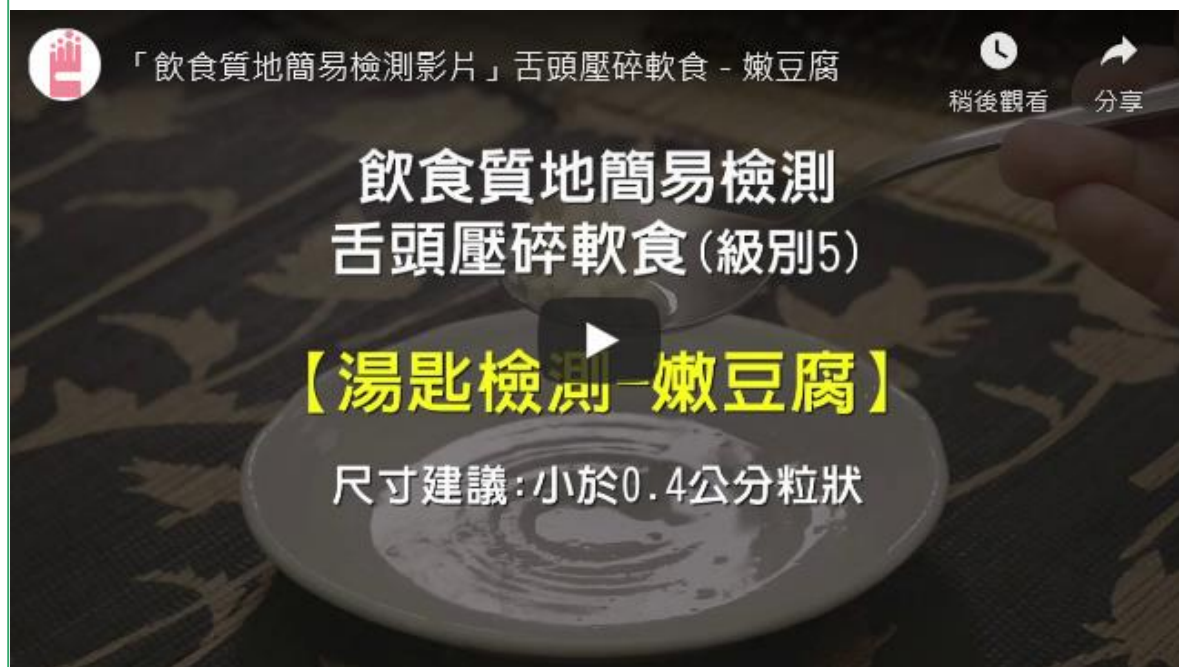 「飲食質地簡易檢測影片」舌頭壓碎軟食 - 嫩豆腐
稍後觀看
分享
飲食質地簡易檢測
舌頭壓碎軟食(級別5)
【湯匙檢測-嫩豆腐】
尺寸建議:小於0.4公分粒狀